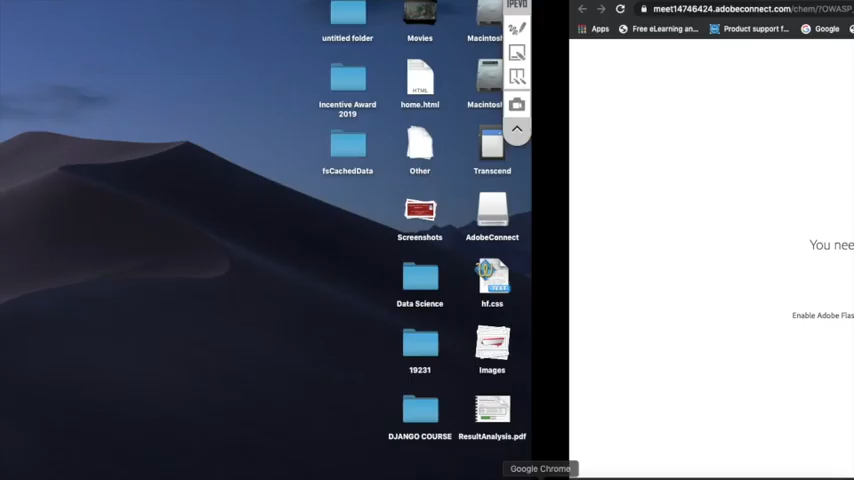 IPEVO
meet14746424.adobeconnect.com/chem/?OWASP
Apps
Free eLearning an...
Product support f...
Google
untitled folder
Movies
Macintosh
Incentive Award
2019
HTML
home.html
Macintosh
fsCachedData
Other
Transcend
Screenshots
AdobeConnect
You nee
Data Science
TEXT
hf.css
Enable Adobe Flas
19231
Images
DJANGO COURSE
ResultAnalysis.pdf
Google Chrome